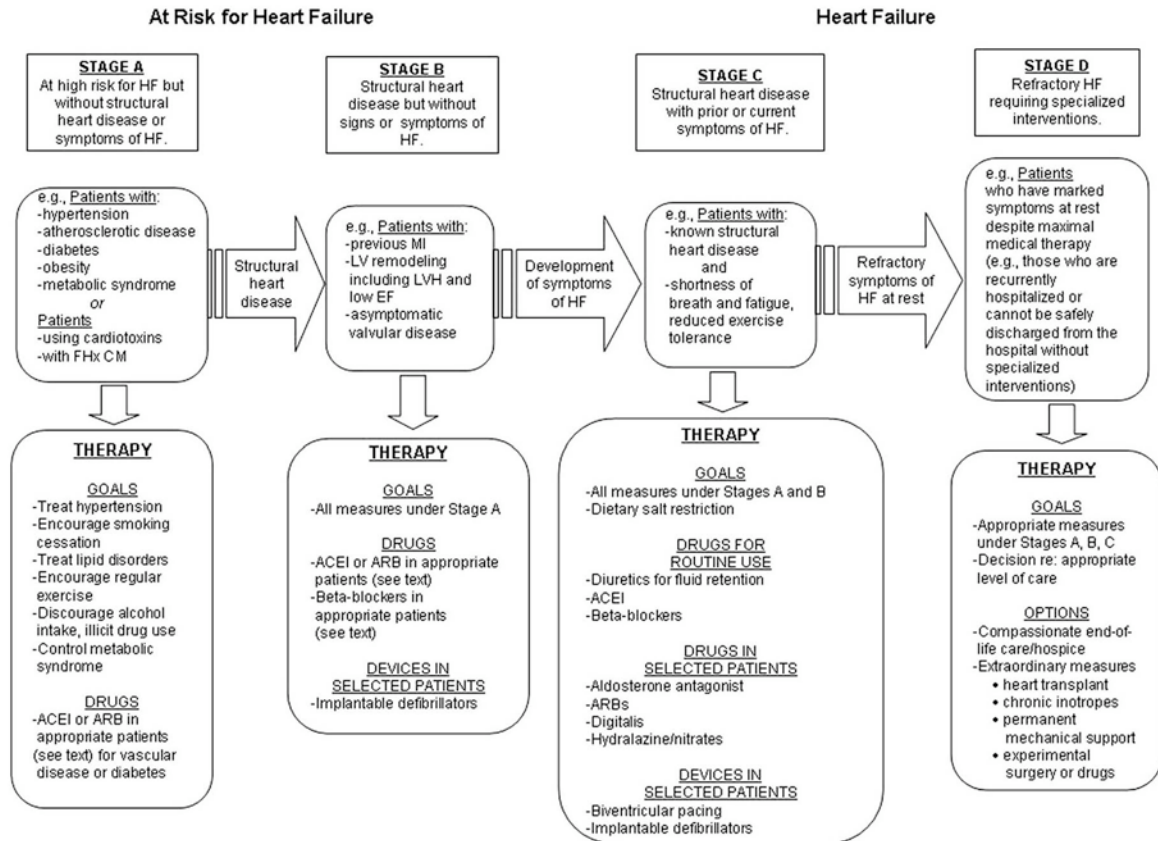 At Risk for Heart Failure
Heart Failure
STAGE A
At high risk for HF but
without structural
heart disease or
symptoms of HF.
STAGE B
Structural heart
disease but without
signs or symptoms of
HF.
STAGE C
Structural heart disease
with prior or current
symptoms of HF.
STAGE D
Refractory HF
requiring specialized
interventions.
e.g., Patients with:
-hypertension
-atherosclerotic disease
-diabetes
-obesity
-metabolic syndrome
or
Patients
-using cardiotoxins
-with FHx CM
Structural
heart
disease
e.g., Patients with:
-previous MI
-LV remodeling
including LVH and
low EF
-asymptomatic
valvular disease
Development
of symptoms
of HF
e.g., Patients with:
-known structural
heart disease
and
-shortness of
breath and fatigue,
reduced exercise
tolerance
Refractory
symptoms of
HF at rest
e.g., Patients
who have marked
symptoms at rest
despite maximal
medical therapy
(e.g., those who are
recurrently
hospitalized or
cannot be safely
discharged from the
hospital without
specialized
interventions)
THERAPY
GOALS
-Treat hypertension
-Encourage smoking
cessation
-Treat lipid disorders
-Encourage regular
exercise
-Discourage alcohol
intake, illicit drug use
-Control metabolic
syndrome
DRUGS
-ACEI or ARB in
appropriate patients
(see text) for vascular
disease or diabetes
THERAPY
GOALS
-All measures under Stage A
DRUGS
-ACEI or ARB in appropriate
patients (see text)
-Beta-blockers in
appropriate patients
(see text)
DEVICES IN
SELECTED PATIENTS
-Implantable defibrillators
THERAPY
GOALS
-All measures under Stages A and B
-Dietary salt restriction
DRUGS FOR
ROUTINE USE
-Diuretics for fluid retention
-ACEI
-Beta-blockers
DRUGS IN
SELECTED PATIENTS
-Aldosterone antagonist
-ARBs
-Digitalis
-Hydralazine/nitrates
DEVICES IN
SELECTED PATIENTS
-Biventricular pacing
-Implantable defibrillators
THERAPY
GOALS
-Appropriate measures
under Stages A, B, C
-Decision re: appropriate
level of care
OPTIONS
-Compassionate end-of-
life care/hospice
-Extraordinary measures
• heart transplant
• chronic inotropes
• permanent
mechanical support
• experimental
surgery or drugs